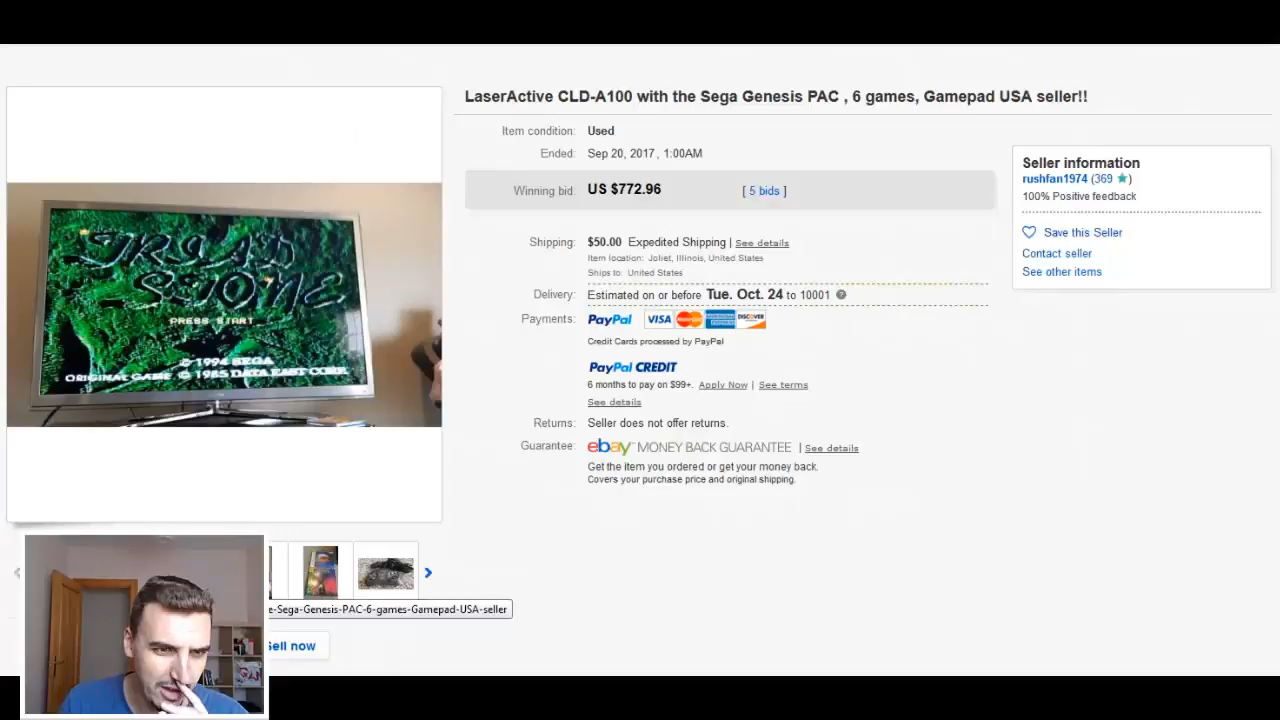 LaserActive CLD-A100 with the Sega Genesis PAC , 6 games, Gamepad USA seller!!
Item condition: Used
Ended: Sep 20, 2017 , 1:00AM
Winning bid: US $772.96 [ 5 bids ]
Shipping: $50.00 Expedited Shipping | See details
Item location: Joliet, Illinois, United States
Ships to: United States
Delivery: Estimated on or before Tue. Oct. 24 to 10001
Payments: PayPal VISA MasterCard DISCOVER
Credit Cards processed by PayPal
PayPal CREDIT
6 months to pay on $99+. Apply Now | See terms
See details
Returns: Seller does not offer returns.
Guarantee: ebay MONEY BACK GUARANTEE | See details
Get the item you ordered or get your money back.
Covers your purchase price and original shipping.
Seller information
rushfan1974 (369 )
100% Positive feedback
Save this Seller
Contact seller
See other items
ROAD
PRESS START
© 1994 SEGA
ORIGINAL GAME © 1985 DATA EAST CORP.
e-Sega-Genesis-PAC-6-games-Gamepad-USA-seller
Sell now